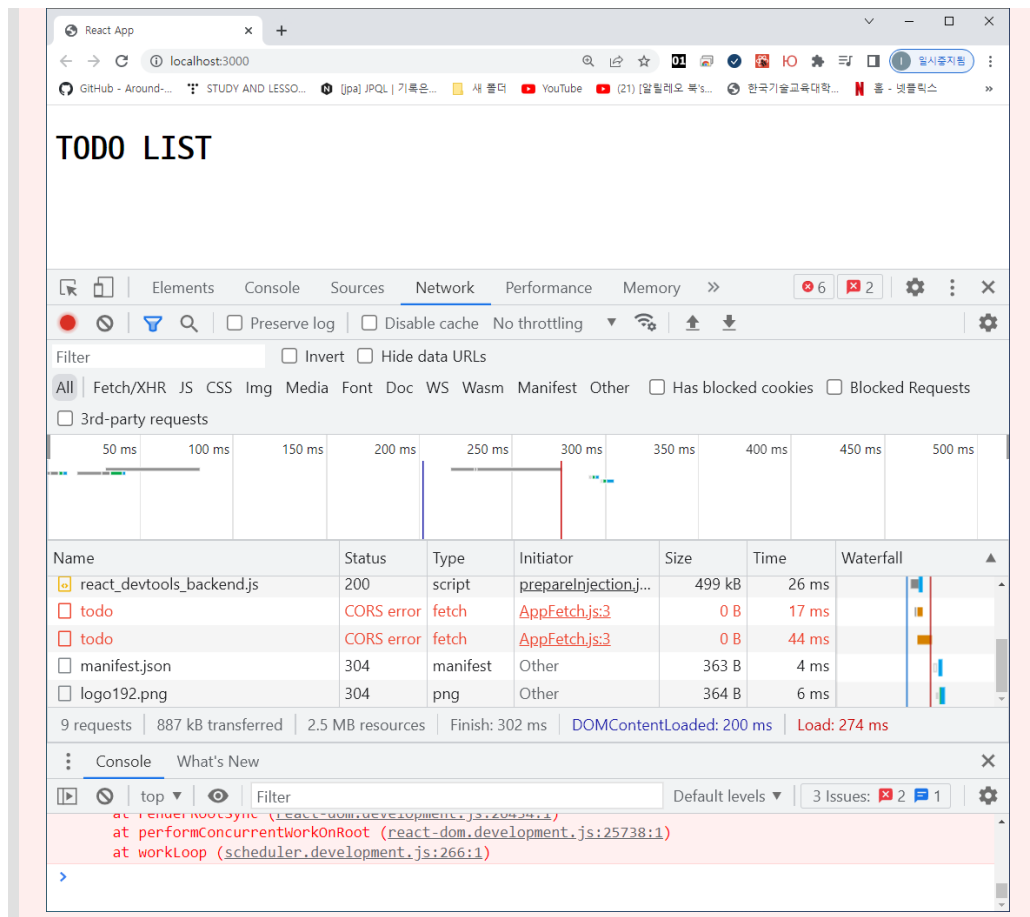 React App
localhost:3000
01
일시중지됨
GitHub - Around-...
STUDY AND LESSO...
[jpa] JPQL | 기록은...
새 폴더
YouTube
(21) [알릴레오 북's...
한국기술교육대학...
홈 - 넷플릭스
TODO LIST
Elements Console Sources Network Performance Memory 6 2
Preserve log Disable cache No throttling
Filter Invert Hide data URLs
All Fetch/XHR JS CSS Img Media Font Doc WS Wasm Manifest Other Has blocked cookies Blocked Requests
3rd-party requests
50 ms 100 ms 150 ms 200 ms 250 ms 300 ms 350 ms 400 ms 450 ms 500 ms
Name Status Type Initiator Size Time Waterfall
react_devtools_backend.js 200 script prepareInjection.j... 499 kB 26 ms
todo CORS error fetch AppFetch.js:3 0 B 17 ms
todo CORS error fetch AppFetch.js:3 0 B 44 ms
manifest.json 304 manifest Other 363 B 4 ms
logo192.png 304 png Other 364 B 6 ms
9 requests 887 kB transferred 2.5 MB resources Finish: 302 ms DOMContentLoaded: 200 ms Load: 274 ms
Console What's New
top Filter Default levels 3 Issues: 2 1
at renderRootSync (react-dom.development.js:26434:1)
at performConcurrentWorkOnRoot (react-dom.development.js:25738:1)
at workLoop (scheduler.development.js:266:1)